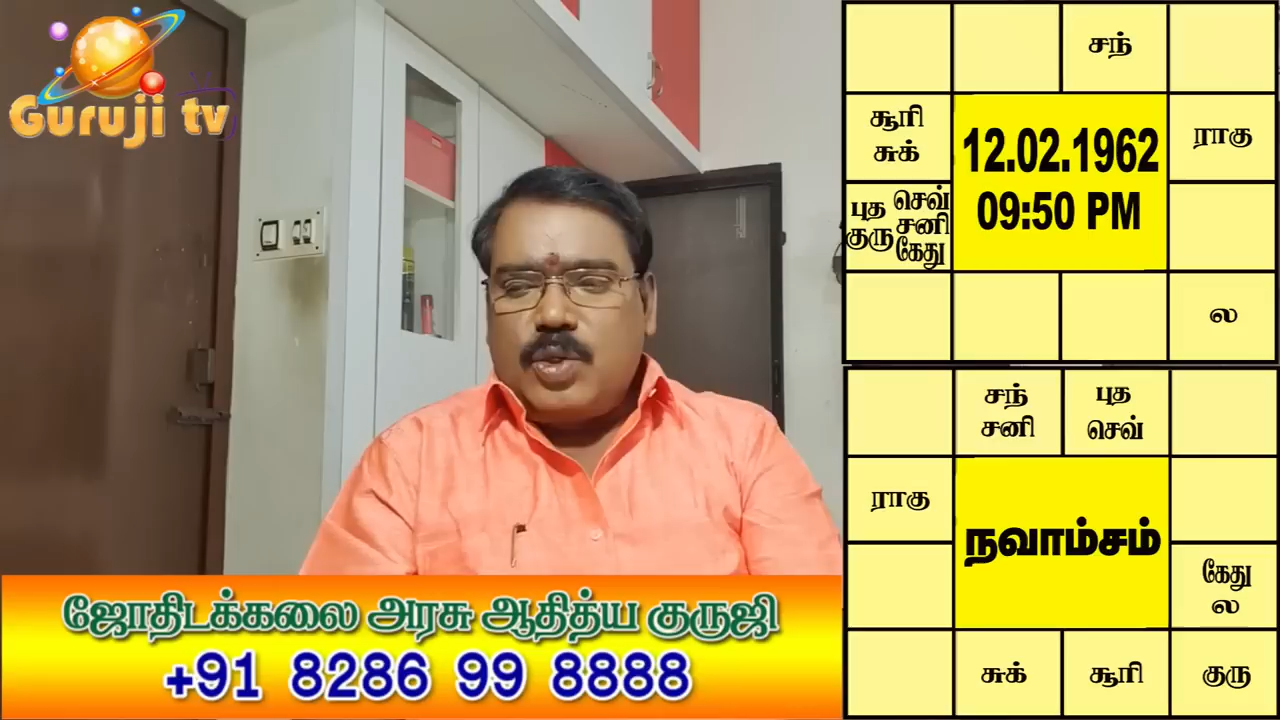 Guruji tv
சந்
சூரி
சுக்
12.02.1962
09:50 PM
ராகு
புத
குரு
செவ்
சனி
கேது
ல
சந்
சனி
புத
செவ்
ராகு
நவாம்சம்
கேது
ல
சுக்
சூரி
குரு
ஜோதிடக்கலை அரசு ஆதித்ய குருஜி
+91 8286 99 8888